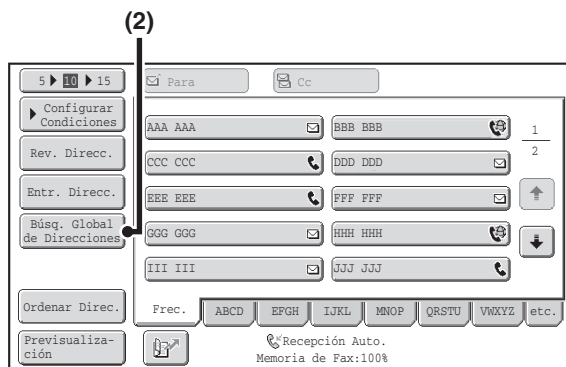 (2)
5 10 15
Para
Cc
Configurar
Condiciones
Rev. Direcc.
Entr. Direcc.
Búsq. Global
de Direcciones
Ordenar Direc.
Previsualiza-
ción
AAA AAA
BBB BBB
CCC CCC
DDD DDD
EEE EEE
FFF FFF
GGG GGG
HHH HHH
III III
JJJ JJJ
1
2
Frec.
ABCD
EFGH
IJKL
MNOP
QRSTU
VWXYZ
etc.
Recepción Auto.
Memoria de Fax:100%